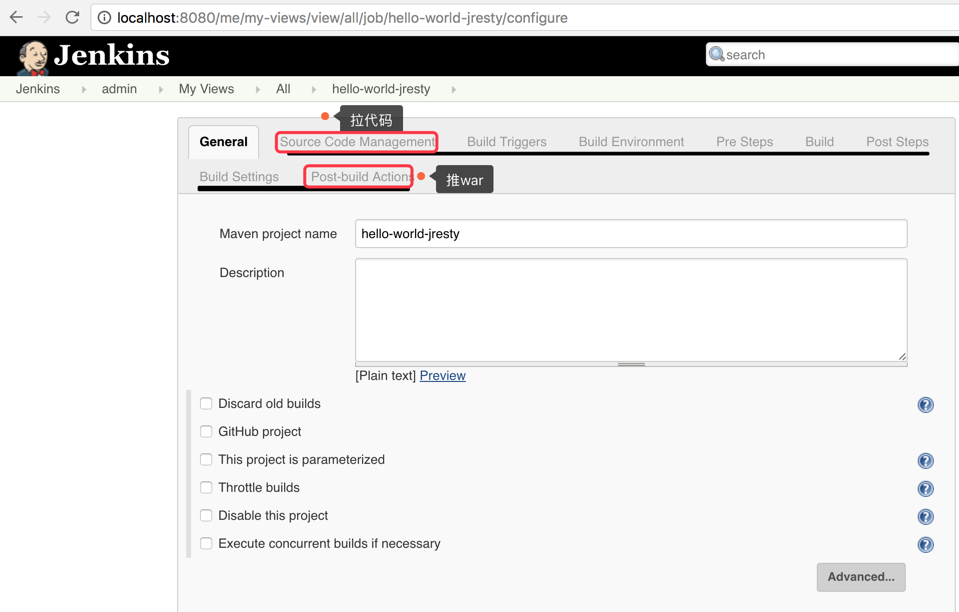 localhost:8080/me/my-views/view/all/job/hello-world-jresty/configure
Jenkins
search
Jenkins admin My Views All hello-world-jresty
拉代码
General Source Code Management Build Triggers Build Environment Pre Steps Build Post Steps
Build Settings Post-build Actions 推war
Maven project name hello-world-jresty
Description
[Plain text] Preview
Discard old builds
GitHub project
This project is parameterized
Throttle builds
Disable this project
Execute concurrent builds if necessary
Advanced...